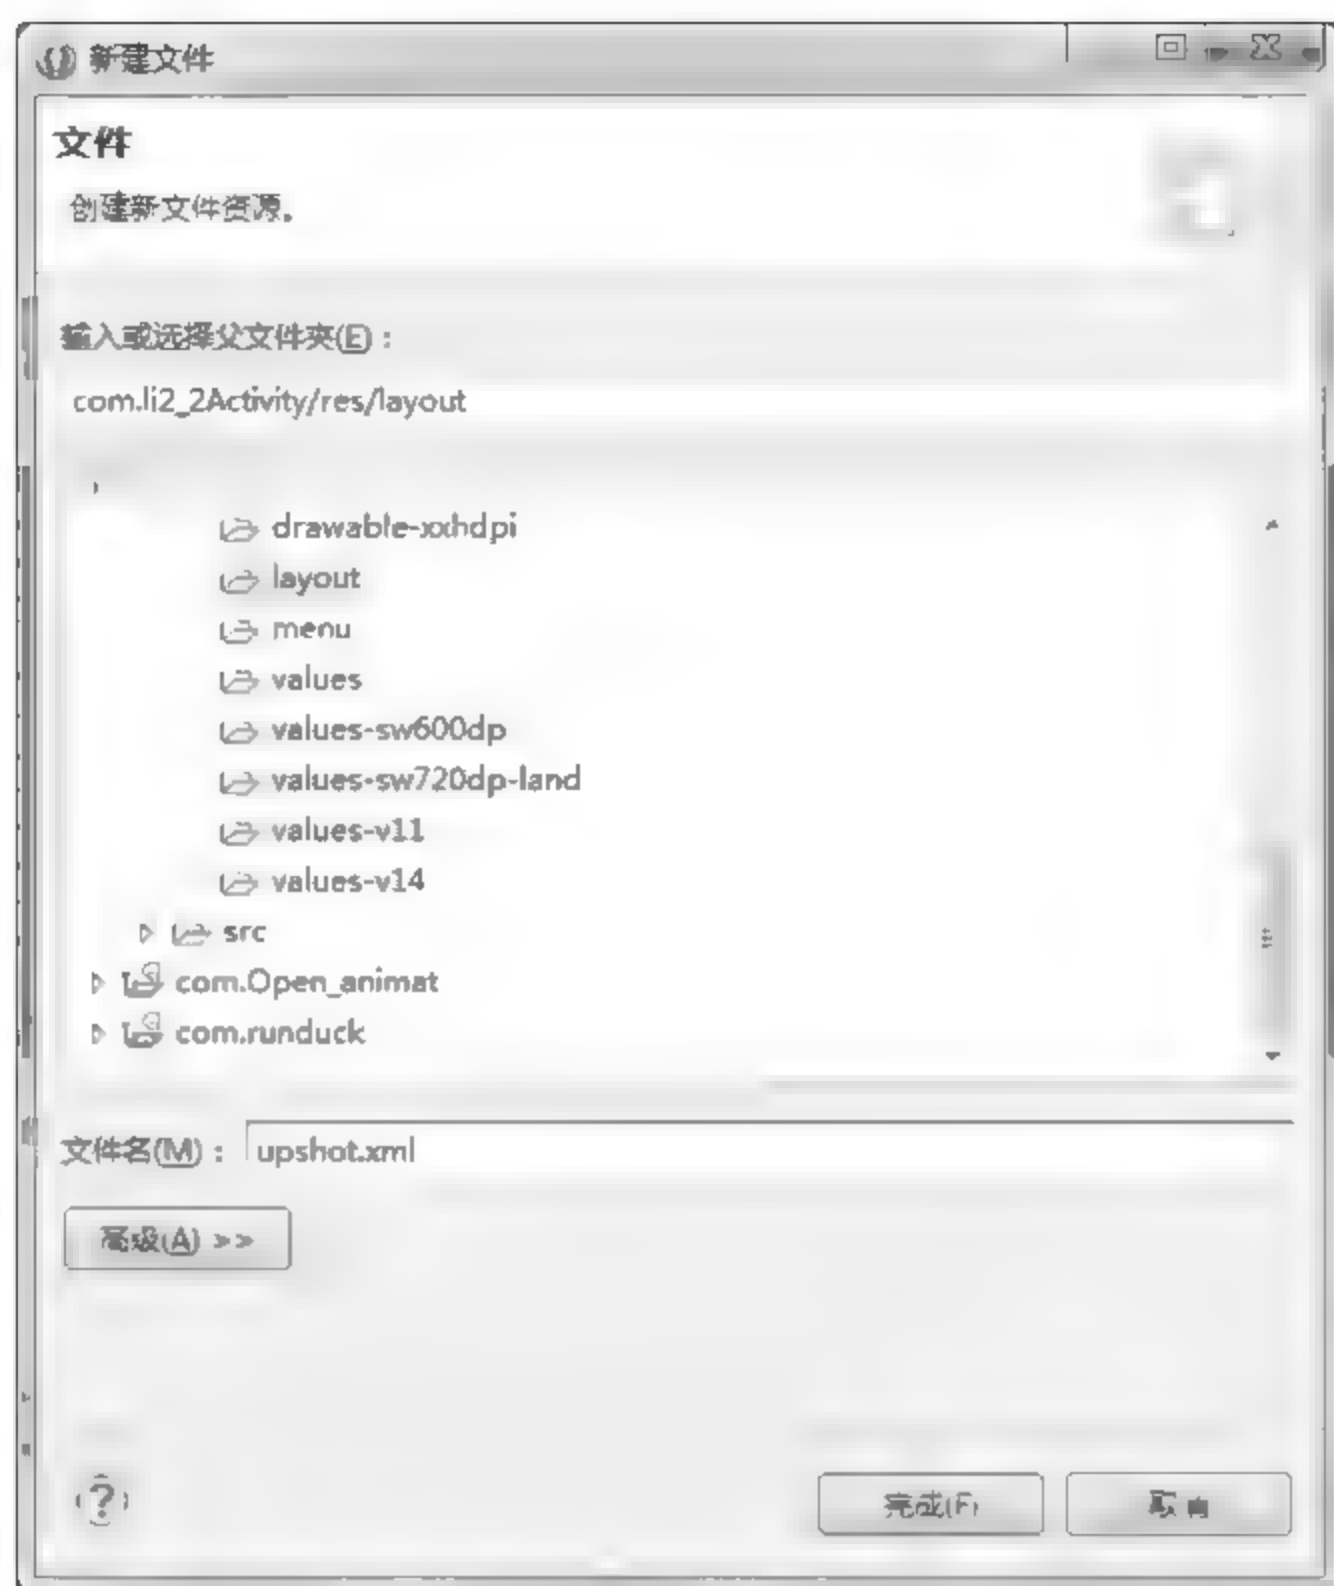 新建文件
文件
创建新文件资源。
输入或选择父文件夹(E)：
com.li2_2Activity/res/layout
drawable-xxhdpi
layout
menu
values
values-sw600dp
values-sw720dp-land
values-v11
values-v14
src
com.Open_animat
com.runduck
文件名(M)： upshot.xml
高级(A) >>
完成(F) 取消